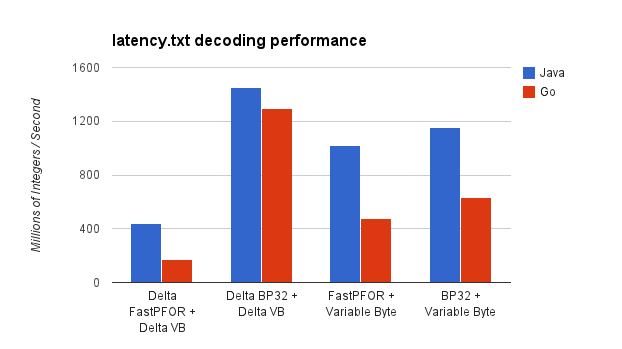 latency.txt decoding performance
1600
1200
800
400
0
Millions of Integers / Second
Java
Go
Delta
FastPFOR +
Delta VB
Delta BP32 +
Delta VB
FastPFOR +
Variable Byte
BP32 +
Variable Byte